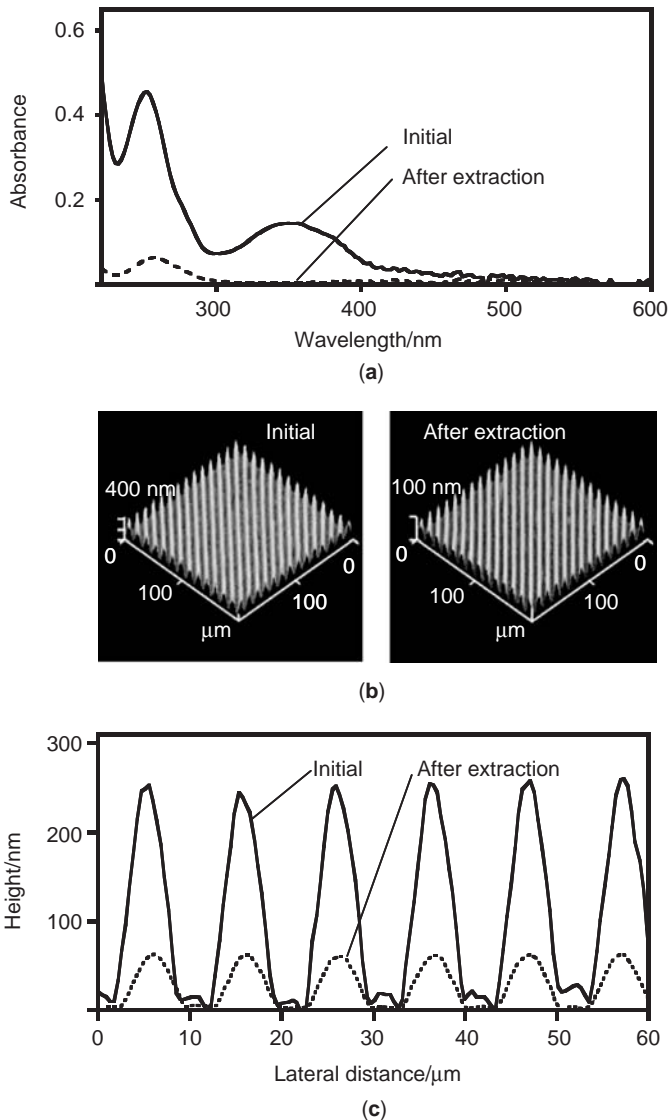 0.6
0.4
Absorbance
Initial
After extraction
0.2
300 400 500 600
Wavelength/nm
(a)
Initial After extraction
400 nm 100 nm
0 0 0 0
100 100 100 100
μm μm
(b)
300
Initial After extraction
200
Height/nm
100
0 10 20 30 40 50 60
Lateral distance/μm
(c)